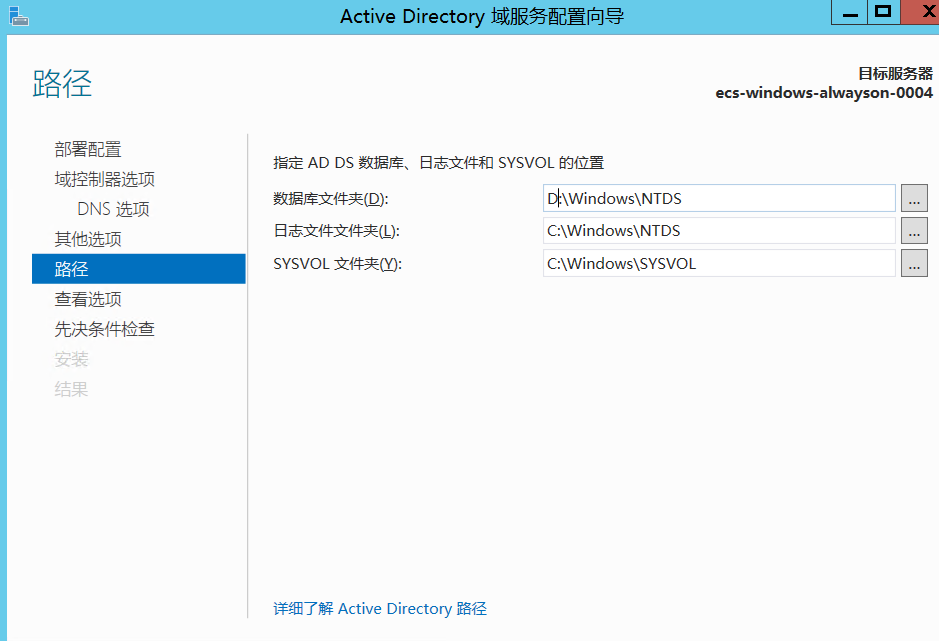 Active Directory 域服务配置向导
路径
目标服务器
ecs-windows-alwayson-0004
部署配置
域控制器选项
DNS 选项
其他选项
路径
查看选项
先决条件检查
安装
结果
指定 AD DS 数据库、日志文件和 SYSVOL 的位置
数据库文件夹(D): D:\Windows\NTDS ...
日志文件文件夹(L): C:\Windows\NTDS ...
SYSVOL 文件夹(Y): C:\Windows\SYSVOL ...
详细了解 Active Directory 路径